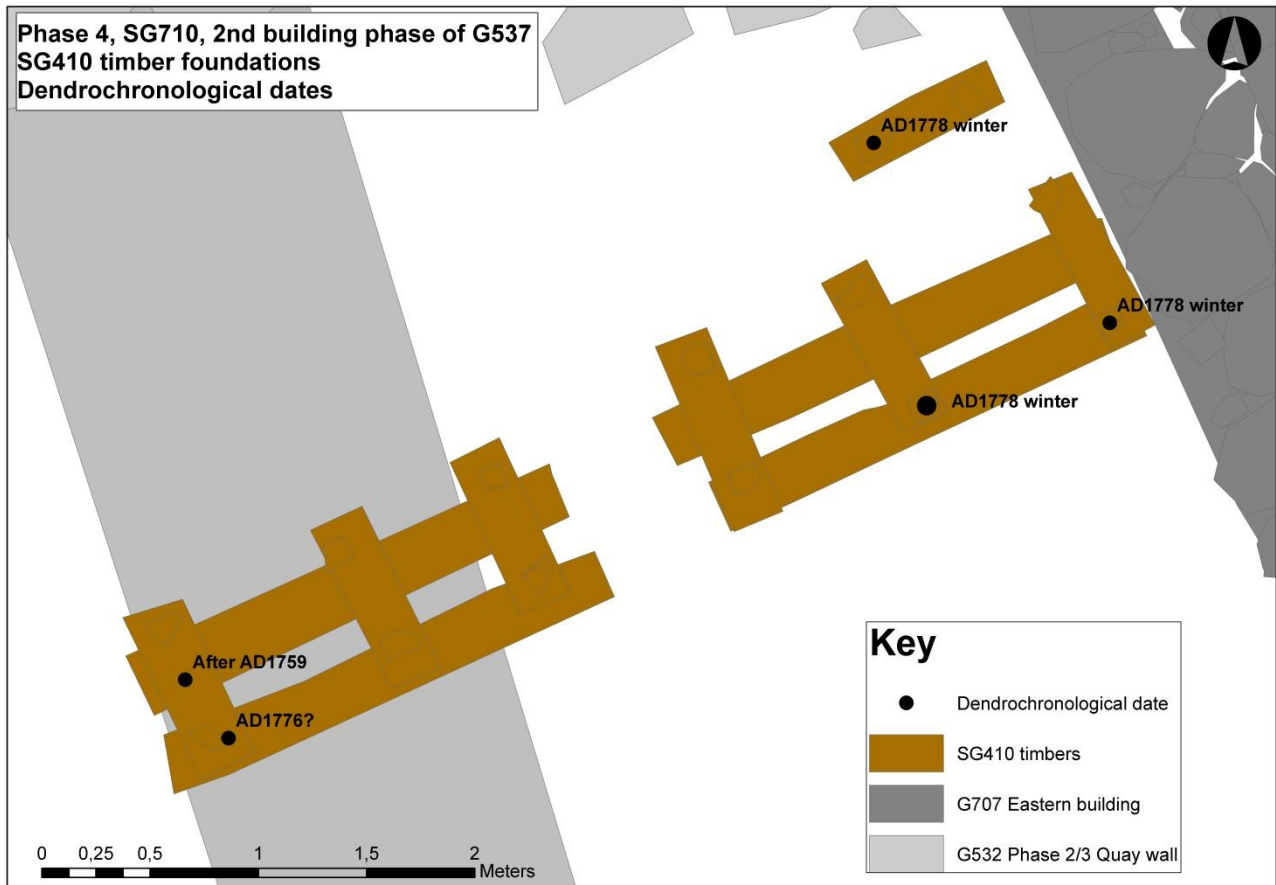 Phase 4, SG710, 2nd building phase of G537
SG410 timber foundations
Dendrochronological dates
AD1778 winter
AD1778 winter
AD1778 winter
After AD1759
AD1776?
Key
Dendrochronological date
SG410 timbers
G707 Eastern building
G532 Phase 2/3 Quay wall
0 0,25 0,5 1 1,5 2
Meters